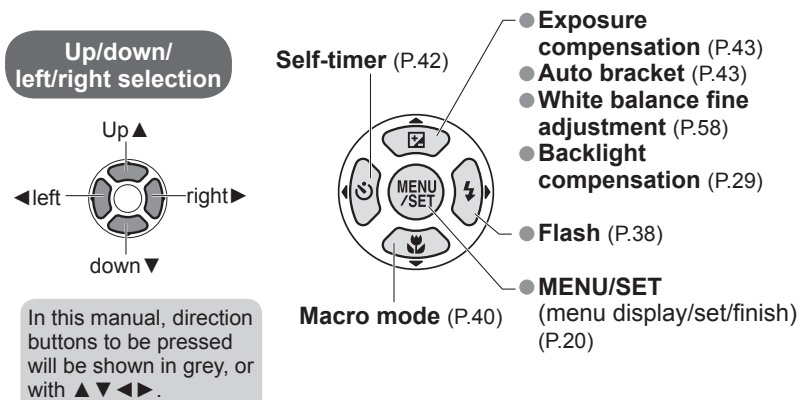 Up/down/
left/right selection
Up▲
◄left
right►
down▼
In this manual, direction
buttons to be pressed
will be shown in grey, or
with ▲▼◄►.
Self-timer (P.42)
MENU
/SET
Macro mode (P.40)
●Exposure
compensation (P.43)
●Auto bracket (P.43)
●White balance fine
adjustment (P.58)
●Backlight
compensation (P.29)
●Flash (P.38)
●MENU/SET
(menu display/set/finish)
(P.20)